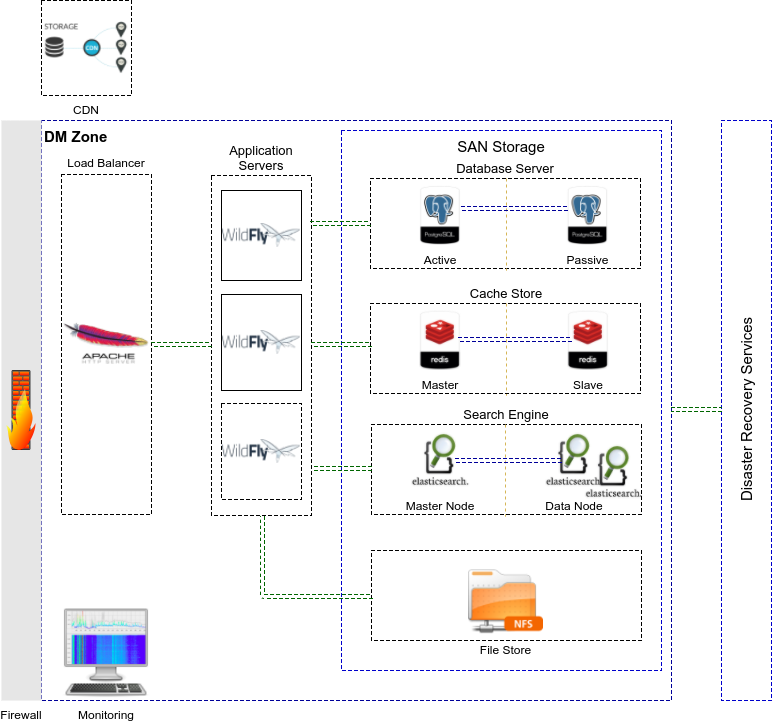 STORAGE
CDN
CDN
DM Zone
Load Balancer
APACHE
HTTP SERVER
Application
Servers
WildFly
WildFly
WildFly
SAN Storage
Database Server
PostgreSQL
PostgreSQL
Active
Passive
Cache Store
redis
redis
Master
Slave
Search Engine
elasticsearch.
elasticsearch.
elasticsearch.
Master Node
Data Node
NFS
File Store
Disaster Recovery Services
Firewall
Monitoring